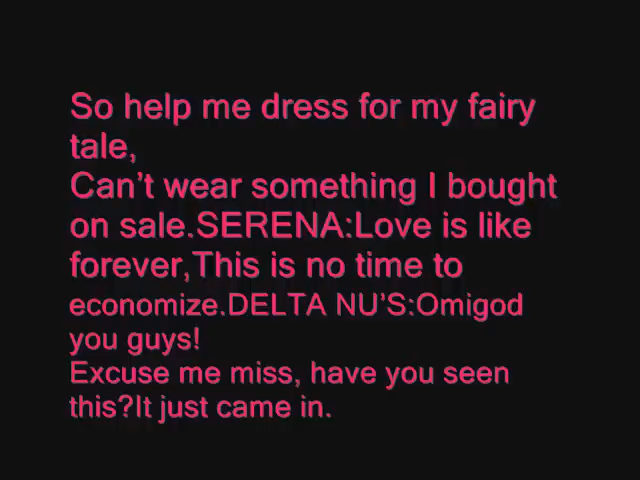 So help me dress for my fairy
tale,
Can't wear something I bought
on sale.SERENA:Love is like
forever,This is no time to
economize.DELTA NU'S:Omigod
you guys!
Excuse me miss, have you seen
this?It just came in.